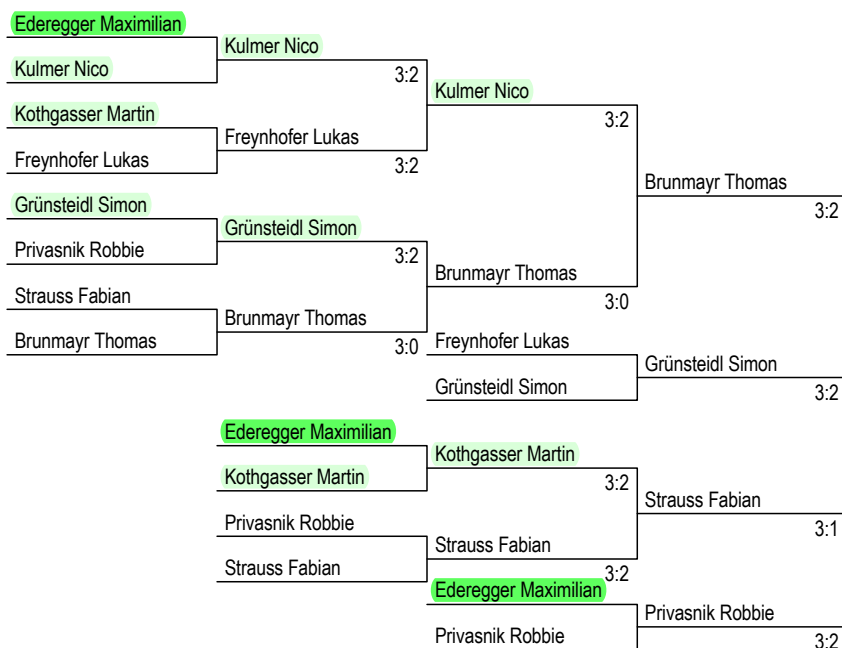 Ederegger Maximilian
Kulmer Nico
Kulmer Nico
3:2
Kulmer Nico
Kothgasser Martin
3:2
Freynhofer Lukas
Freynhofer Lukas
3:2
Brunmayr Thomas
3:2
Grünsteidl Simon
Grünsteidl Simon
Privasnik Robbie
3:2
Brunmayr Thomas
Strauss Fabian
3:0
Brunmayr Thomas
Brunmayr Thomas
3:0
Freynhofer Lukas
Grünsteidl Simon
Grünsteidl Simon
3:2
Ederegger Maximilian
Kothgasser Martin
Kothgasser Martin
3:2
Strauss Fabian
Privasnik Robbie
3:1
Strauss Fabian
Strauss Fabian
3:2
Ederegger Maximilian
Privasnik Robbie
Privasnik Robbie
3:2